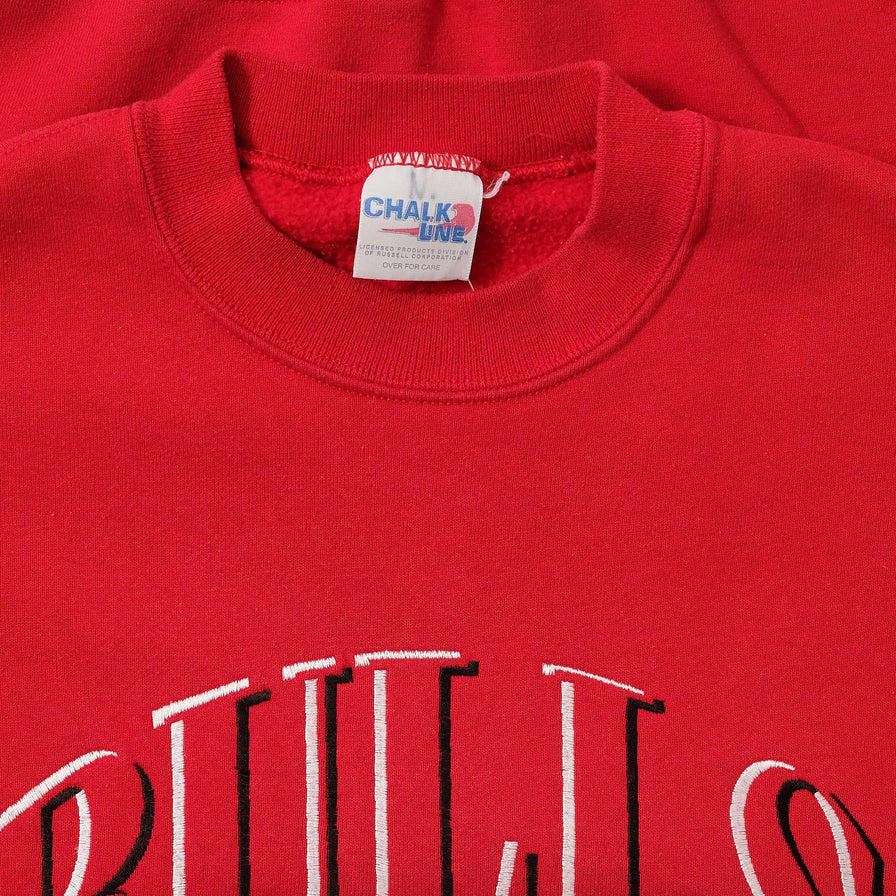 CHALK
LINE.
LICENSED PRODUCTS DIVISION
OF RUSSELL CORPORATION
OVER FOR CARE
BULLS